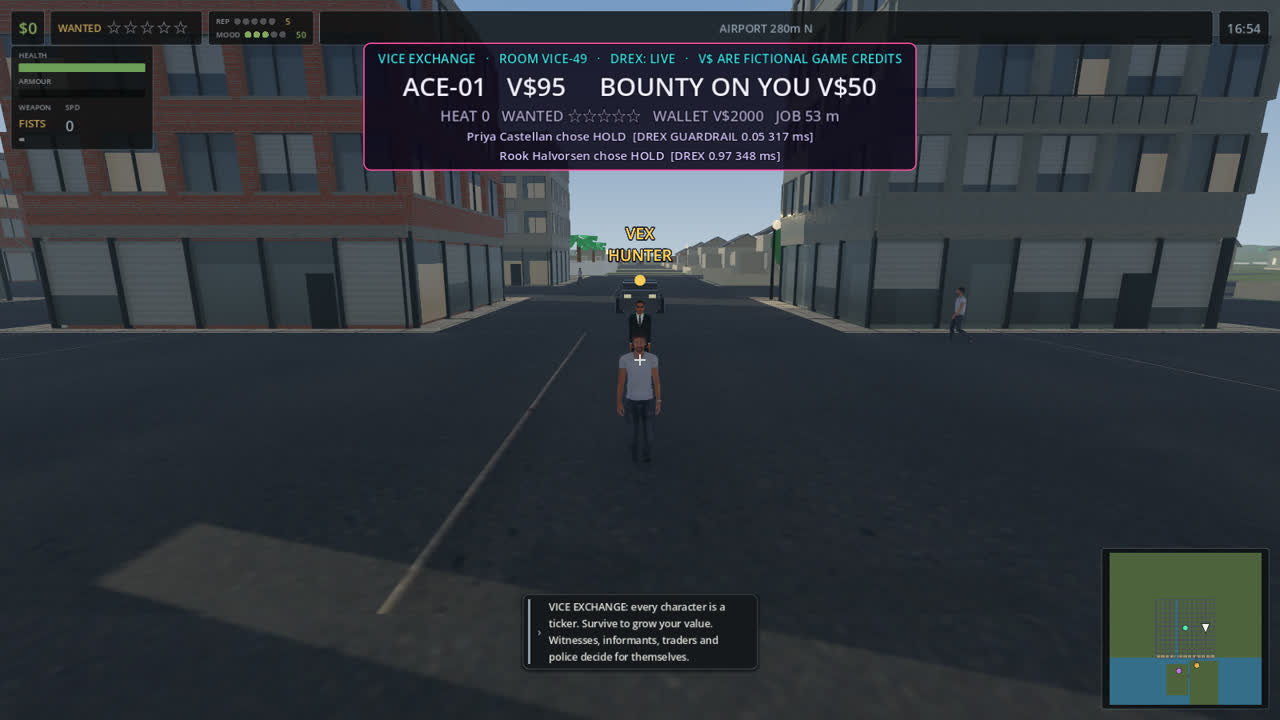 $0
WANTED ☆☆☆☆☆
REP 5
MOOD 50
AIRPORT 280m N
16:54
HEALTH
ARMOUR
WEAPON SPD
FISTS 0
VICE EXCHANGE · ROOM VICE-49 · DREX: LIVE · V$ ARE FICTIONAL GAME CREDITS
ACE-01 V$95 BOUNTY ON YOU V$50
HEAT 0 WANTED ☆☆☆☆☆ WALLET V$2000 JOB 53 m
Priya Castellan chose HOLD [DREX GUARDRAIL 0.05 317 ms]
Rook Halvorsen chose HOLD [DREX 0.97 348 ms]
VEX
HUNTER
VICE EXCHANGE: every character is a
ticker. Survive to grow your value.
› Witnesses, informants, traders and
police decide for themselves.